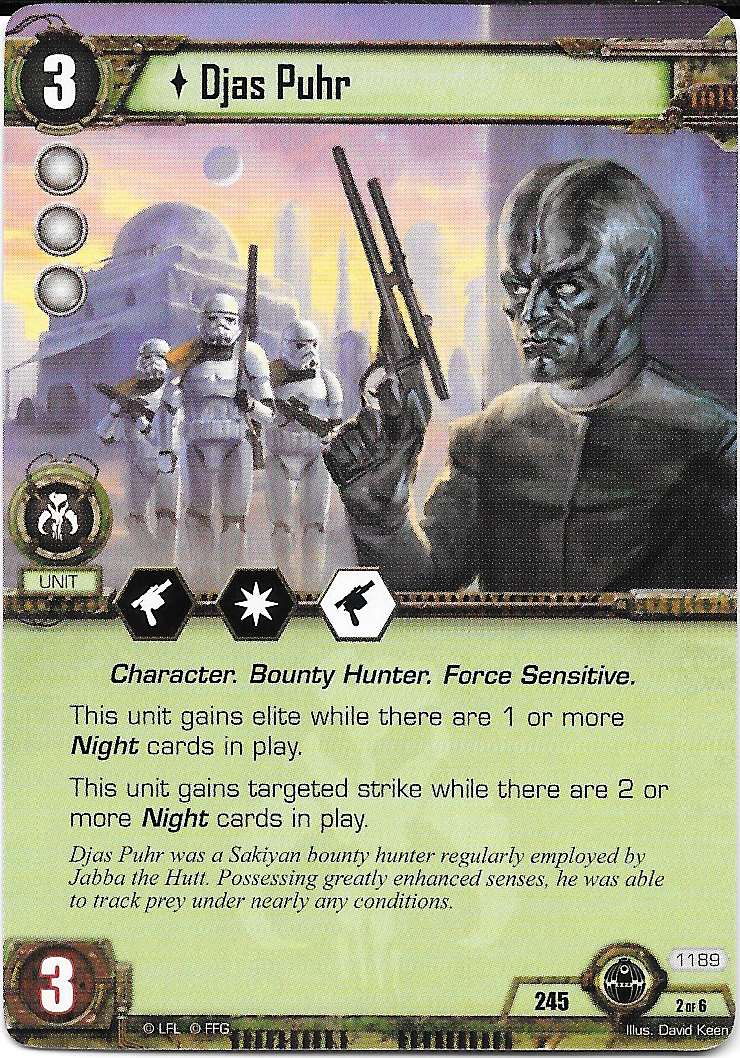 3
Djas Puhr
UNIT
Character. Bounty Hunter. Force Sensitive.
This unit gains elite while there are 1 or more
Night cards in play.
This unit gains targeted strike while there are 2 or
more Night cards in play.
Djas Puhr was a Sakiyan bounty hunter regularly employed by
Jabba the Hutt. Possessing greatly enhanced senses, he was able
to track prey under nearly any conditions.
3
1189
245
2 OF 6
© LFL © FFG
Illus. David Keen